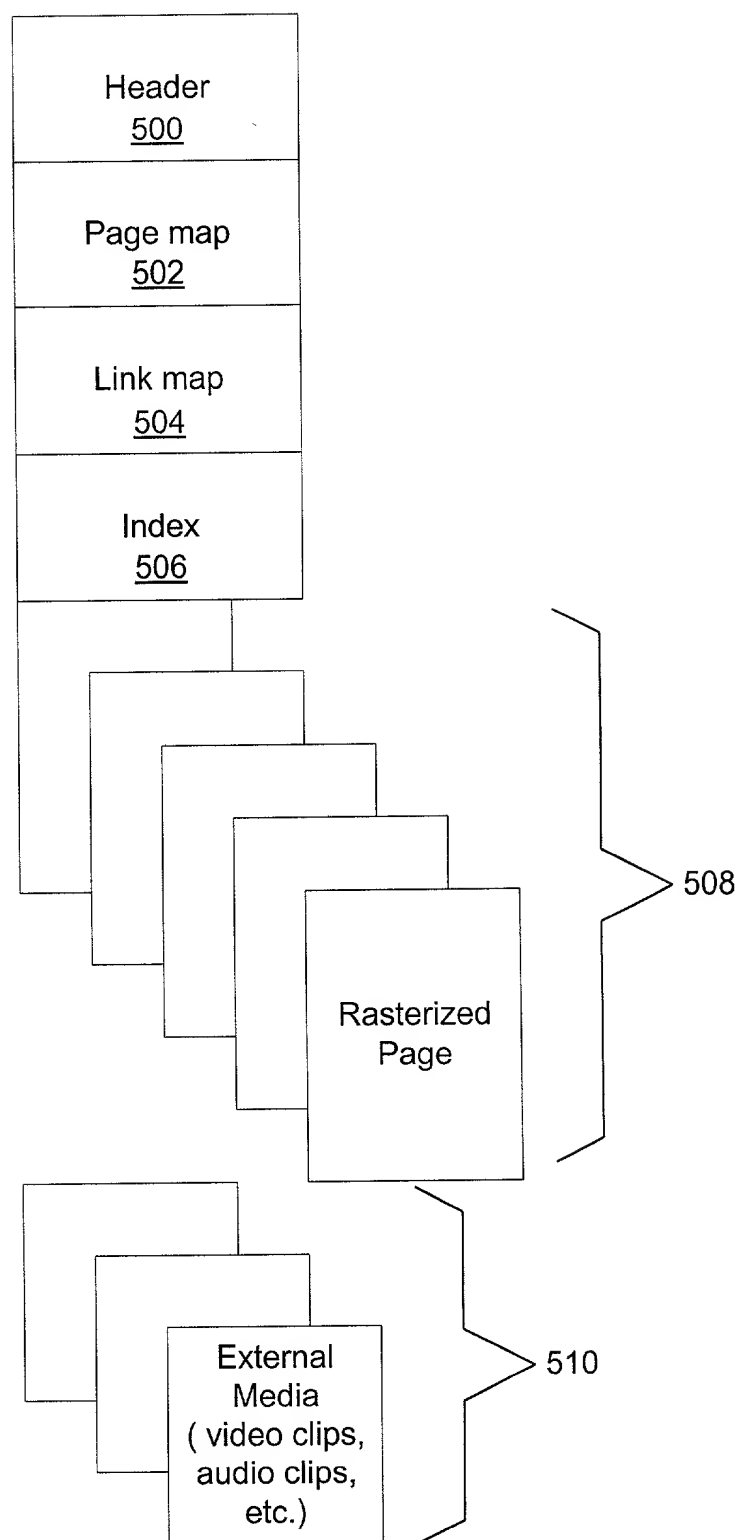 Header
500
Page map
502
Link map
504
Index
506
508
Rasterized
Page
External
Media
( video clips,
audio clips,
etc.)
510